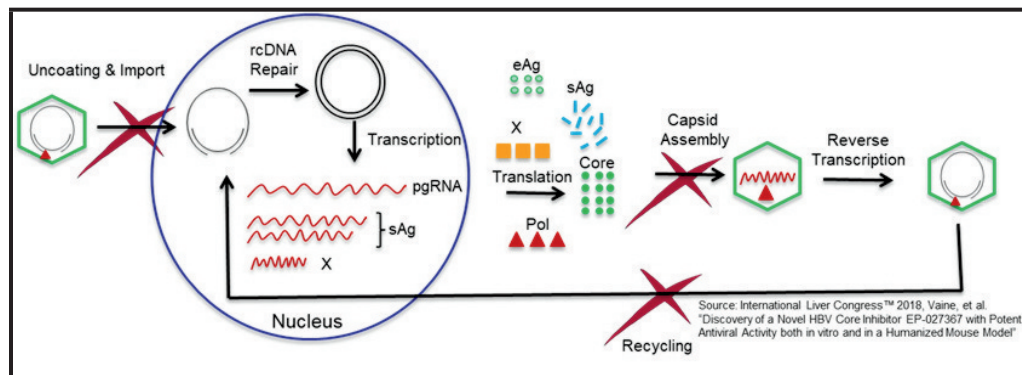 Uncoating & Import
rcDNA
Repair
Transcription
pgRNA
sAg
X
Nucleus
eAg
sAg
X
Translation
Core
Pol
Capsid
Assembly
Reverse
Transcription
Recycling
Source: International Liver Congress™ 2018, Vaine, et al.
"Discovery of a Novel HBV Core Inhibitor EP-027367 with Potent
Antiviral Activity both in vitro and in a Humanized Mouse Model"